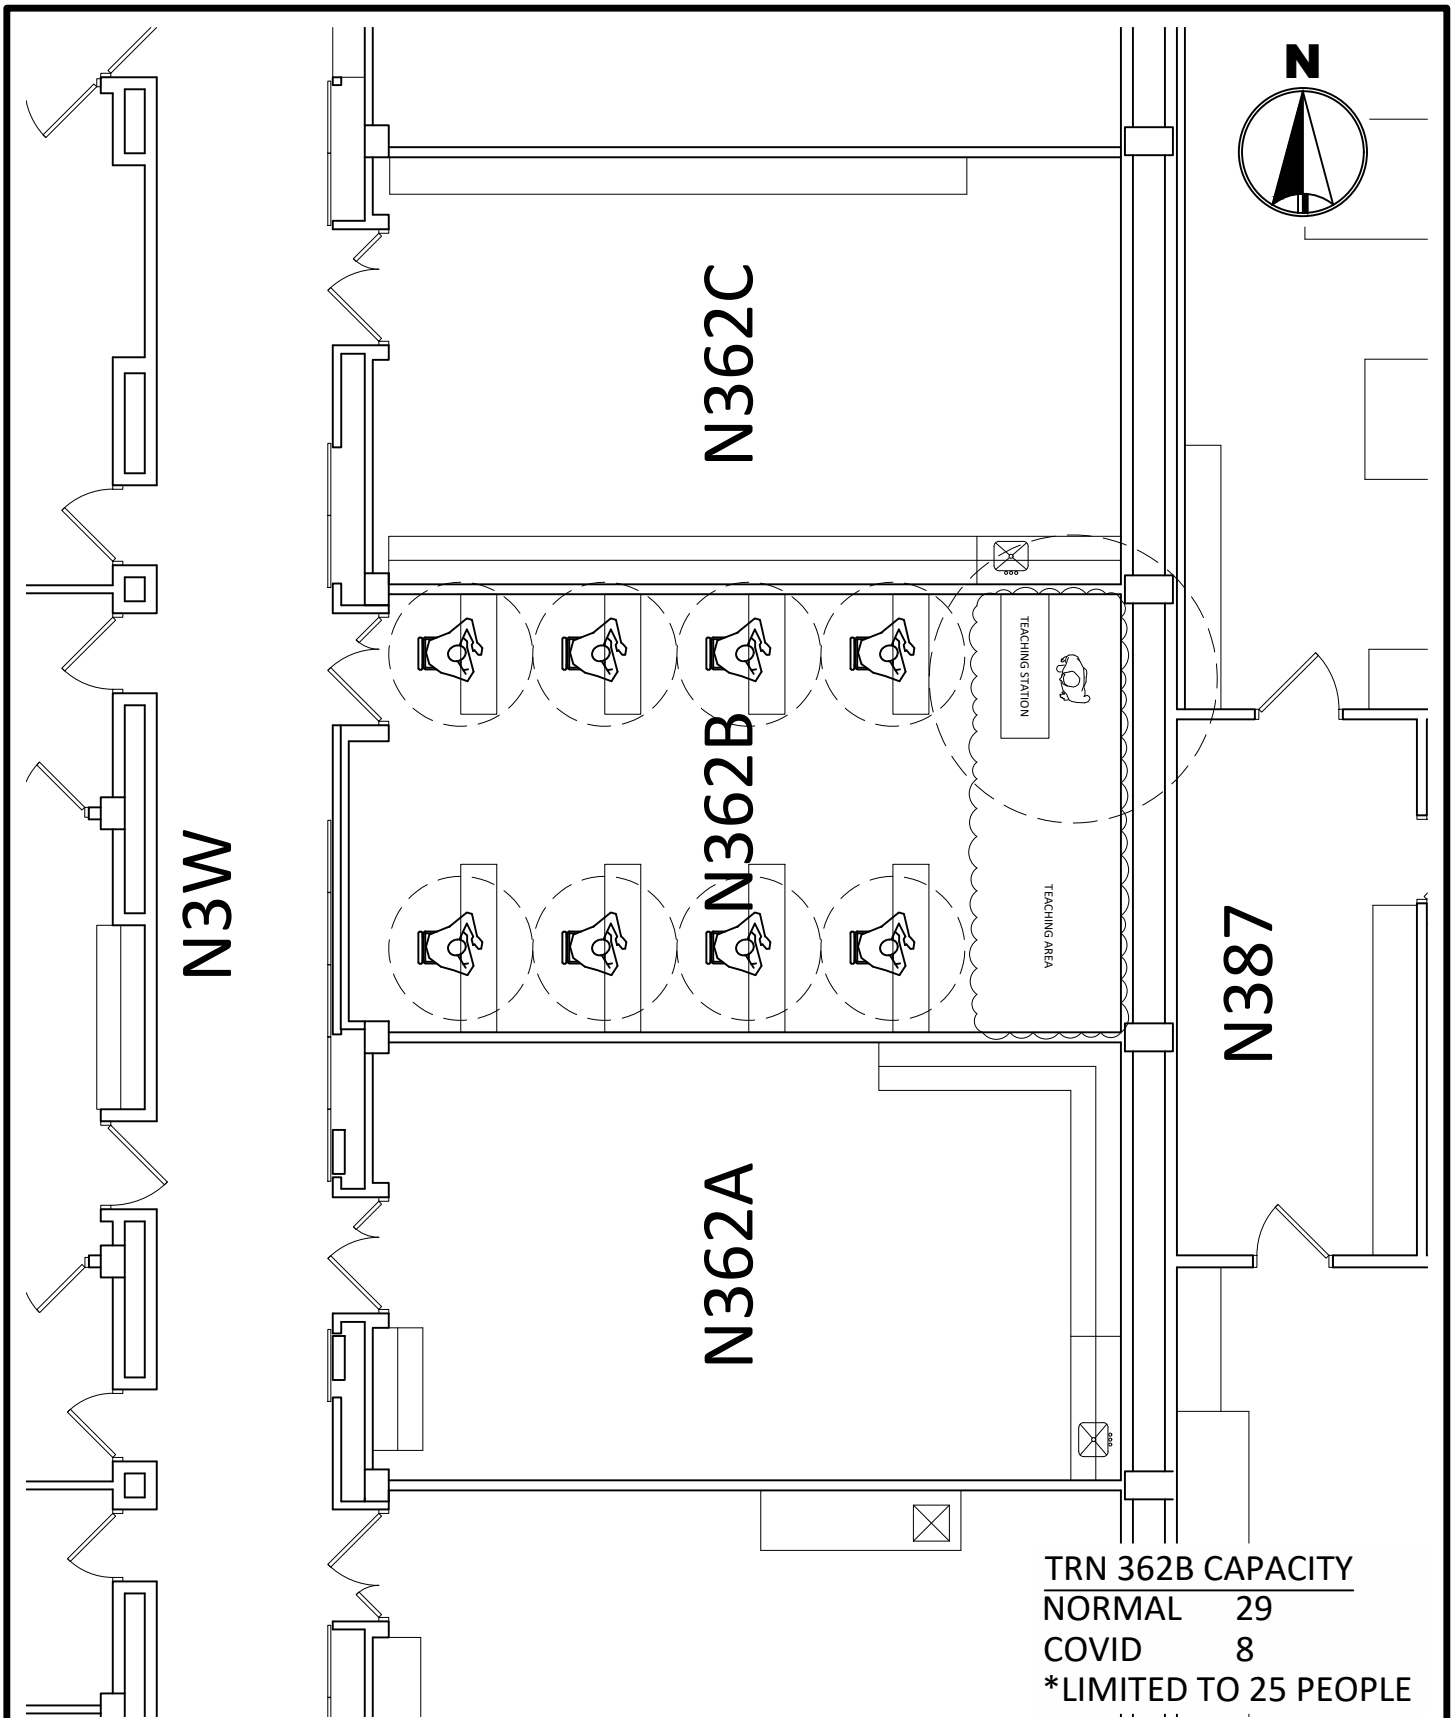 N
N362C
TEACHING STATION
N362B
N3W
TEACHING AREA
N387
N362A
TRN 362B CAPACITY
NORMAL 29
COVID 8
*LIMITED TO 25 PEOPLE